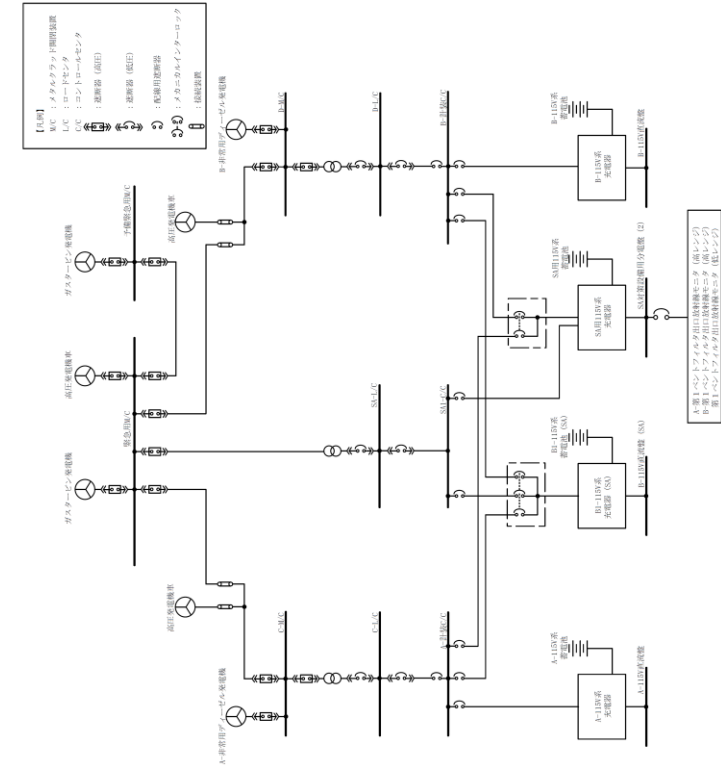 【凡例】
M/C ：メタルクラッド開閉装置
L/C ：ロードセンタ
C/C ：コントロールセンタ
：遮断器（高圧）
：遮断器（低圧）
：配線用遮断器
：メカニカルインターロック
：接続装置
ガスタービン発電機
高圧発電機車
ガスタービン発電機
予備緊急用M/C
緊急用M/C
高圧発電機車
高圧発電機車
B-非常用ディーゼル発電機
A-非常用ディーゼル発電機
D-M/C
C-M/C
D-L/C
SA-L/C
C-L/C
B-計装C/C
SA1-C/C
A-計装C/C
B-115V系
蓄電池
B-115V系
充電器
B-115V直流盤
SA用115V系
蓄電池
SA用115V系
充電器
SA対策設備用分電盤（2）
B1-115V系
蓄電池（SA）
B1-115V系
充電器（SA）
B-115V直流盤（SA）
A-115V系
蓄電池
A-115V系
充電器
A-115V直流盤
A-第１ベントフィルタ出口放射線モニタ（高レンジ）
B-第１ベントフィルタ出口放射線モニタ（高レンジ）
第１ベントフィルタ出口放射線モニタ（低レンジ）